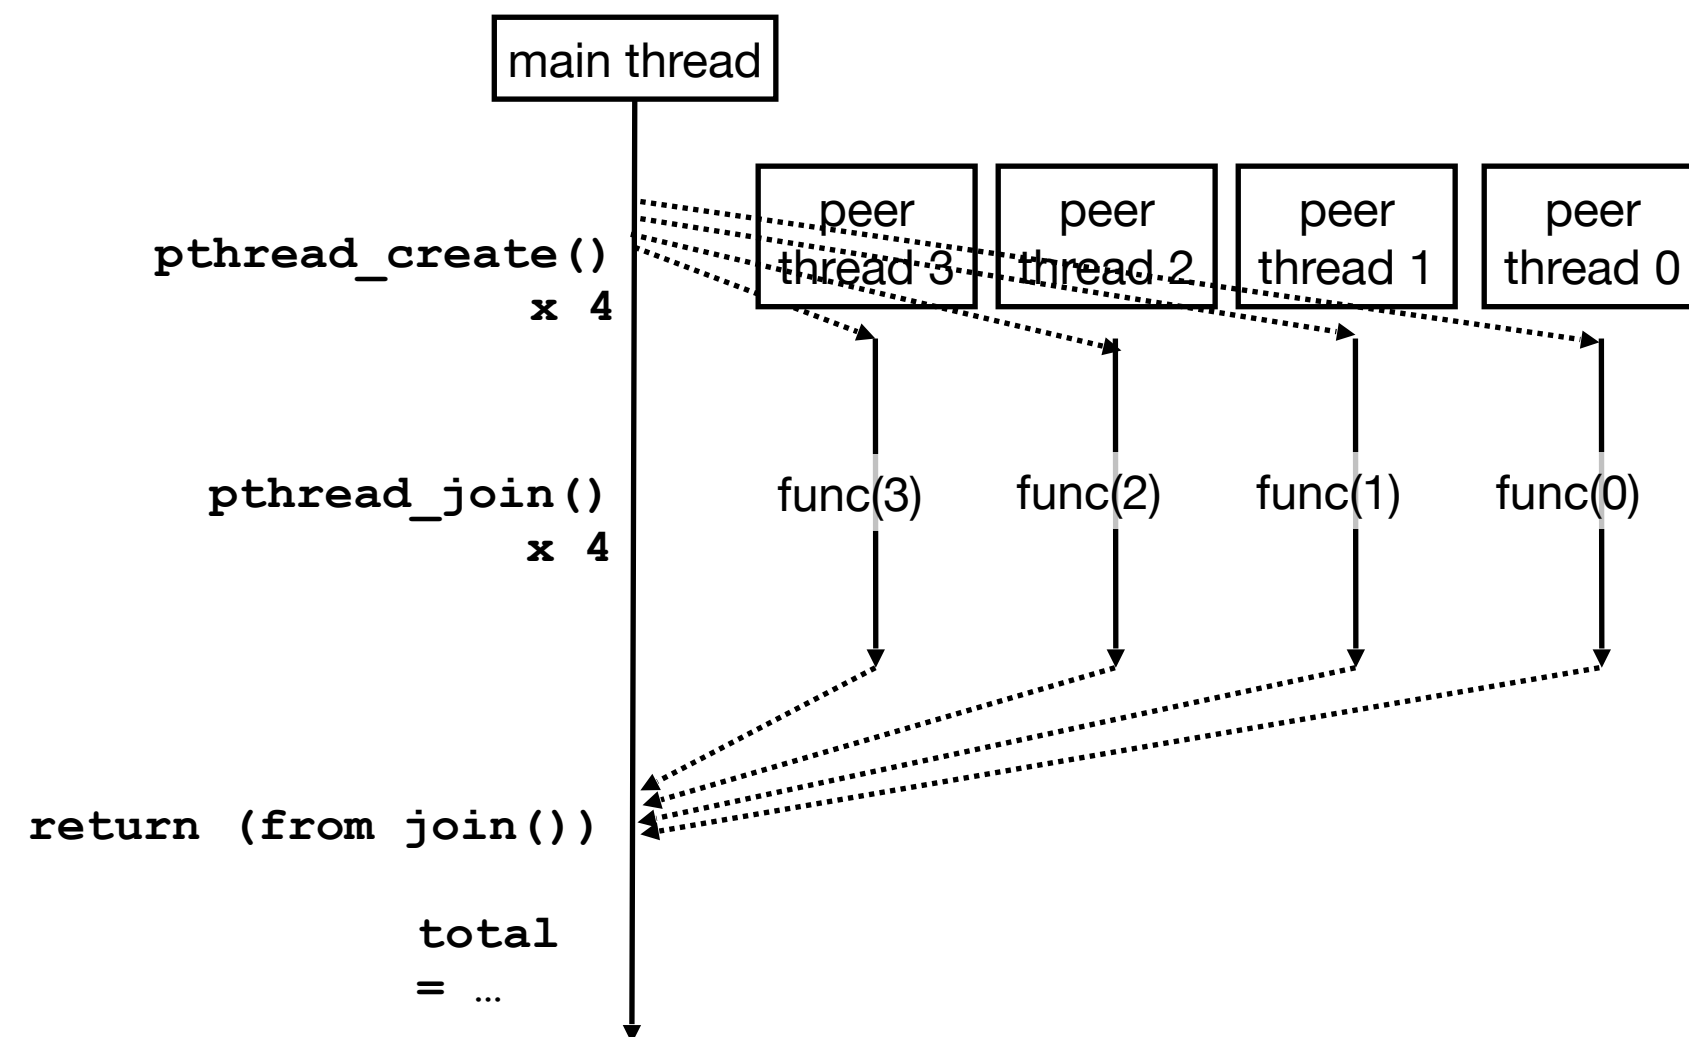 main thread
peer
thread 3
peer
thread 2
peer
thread 1
peer
thread 0
pthread_create()
x 4
pthread_join()
x 4
func(3)
func(2)
func(1)
func(0)
return (from join())
total
= …